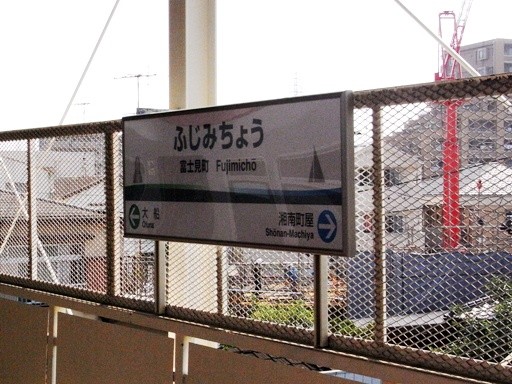 ふじみちょう
富士見町 Fujimichō
大船
Ōfuna
湘南町屋
Shōnan-Machiya